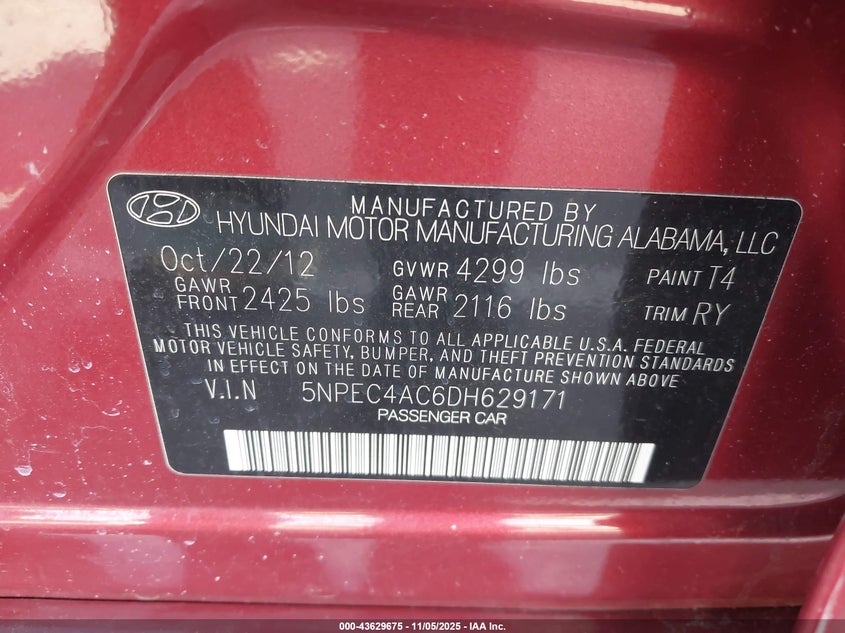 MANUFACTURED BY
HYUNDAI MOTOR MANUFACTURING ALABAMA, LLC
Oct/22/12 GVWR 4299 lbs PAINT T4
GAWR FRONT 2425 lbs GAWR REAR 2116 lbs TRIM RY
THIS VEHICLE CONFORMS TO ALL APPLICABLE U.S.A. FEDERAL
MOTOR VEHICLE SAFETY, BUMPER, AND THEFT PREVENTION STANDARDS
IN EFFECT ON THE DATE OF MANUFACTURE SHOWN ABOVE
V.I.N 5NPEC4AC6DH629171
PASSENGER CAR
000-43629675 - 11/05/2025 - IAA Inc.